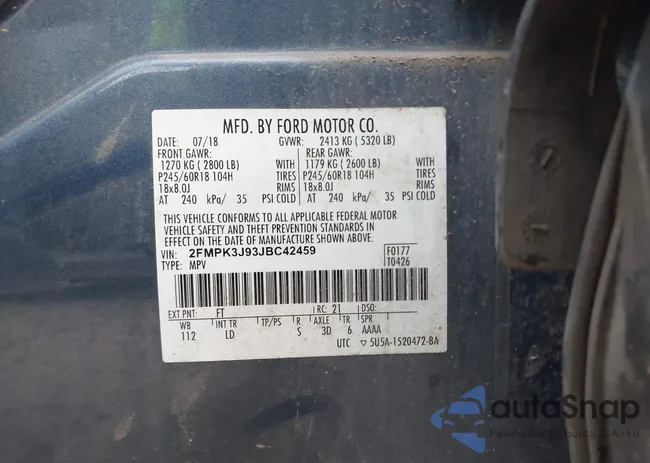 MFD. BY FORD MOTOR CO.
DATE: 07/18 GVWR: 2413 KG ( 5320 LB)
FRONT GAWR: REAR GAWR:
1270 KG ( 2800 LB) WITH 1179 KG ( 2600 LB) WITH
P245/60R18 104H TIRES P245/60R18 104H TIRES
18x8.0J RIMS 18x8.0J RIMS
AT 240 kPa/ 35 PSI COLD AT 240 kPa/ 35 PSI COLD
THIS VEHICLE CONFORMS TO ALL APPLICABLE FEDERAL MOTOR
VEHICLE SAFETY AND THEFT PREVENTION STANDARDS IN
EFFECT ON THE DATE OF MANUFACTURE SHOWN ABOVE.
VIN: 2FMPK3J93JBC42459 F0177
TYPE: MPV T0426
EXT PNT: FT RC: 21 DSO:
WB INT TR TP/PS R AXLE TR SPR
112 LD S 3D 6 AAAA
UTC ▽ 5U5A-1520472-BA
autoSnap